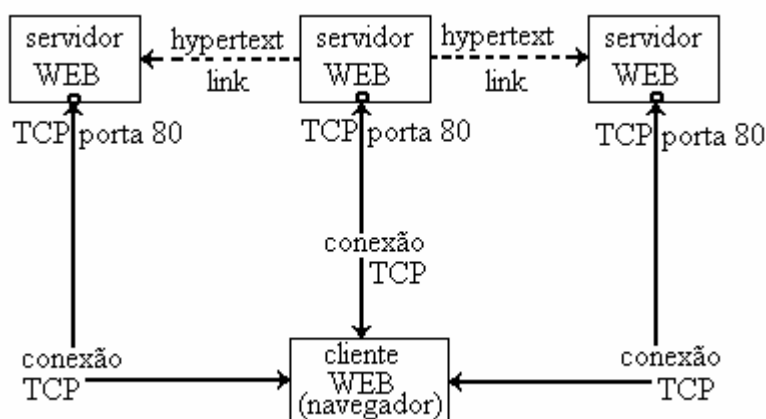 servidor
WEB
hypertext
link
servidor
WEB
hypertext
link
servidor
WEB
TCP porta 80
TCP porta 80
TCP porta 80
conexão
TCP
conexão
TCP
cliente
WEB
(navegador)
conexão
TCP